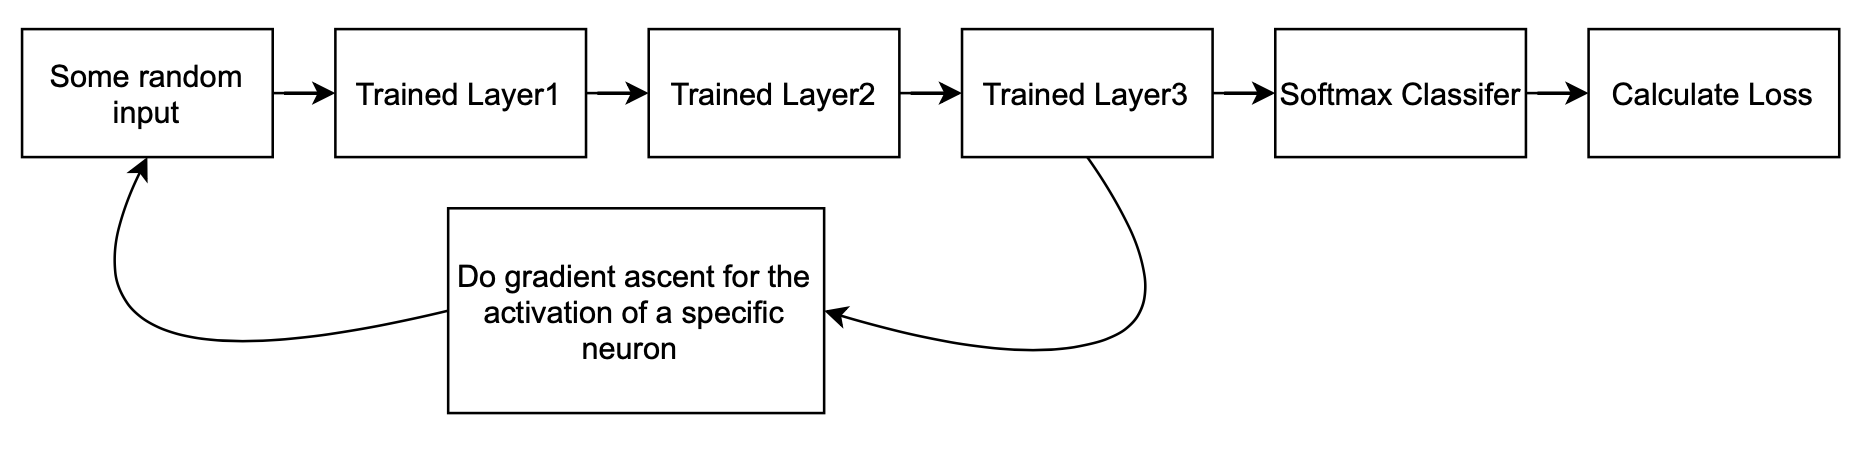 Some random
input
Trained Layer1
Trained Layer2
Trained Layer3
Softmax Classifer
Calculate Loss
Do gradient ascent for the
activation of a specific
neuron